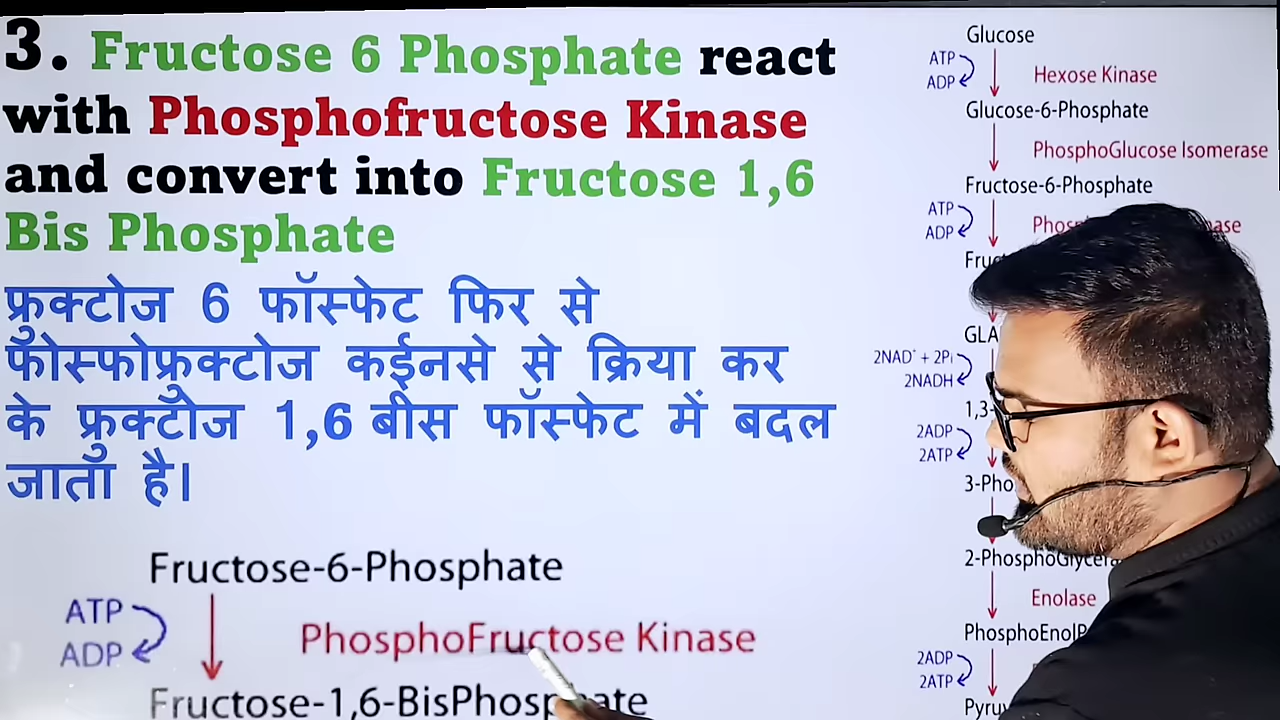 3. Fructose 6 Phosphate react
with Phosphofructose Kinase
and convert into Fructose 1,6
Bis Phosphate
फ्रुक्टोज 6 फॉस्फेट फिर से
फोस्फोफ्रुक्टोज कईनसे से क्रिया कर
के फ्रुक्टोज 1,6 बीस फॉस्फेट में बदल
जाता है।
Fructose-6-Phosphate
ATP
ADP
PhosphoFructose Kinase
Fructose-1,6-BisPhosphate
Glucose
ATP
ADP
Hexose Kinase
Glucose-6-Phosphate
PhosphoGlucose Isomerase
Fructose-6-Phosphate
ATP
ADP
2NAD⁺ + 2Pi
2NADH
2ADP
2ATP
Enolase
2ADP
2ATP